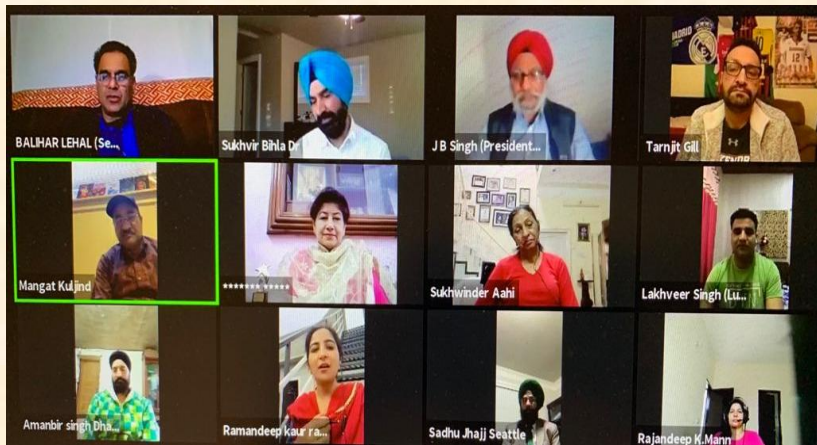 BALIHAR LEHAL (Se...
Sukhvir Bihla Dr
J B Singh (President...
MADRID
Tarnjit Gill
Mangat Kuljind
******* *****
Sukhwinder Aahi
Lakhveer Singh (Lu...
Amanbir singh Dha...
Ramandeep kaur ra...
Sadhu Jhajj Seattle
Rajandeep K.Mann